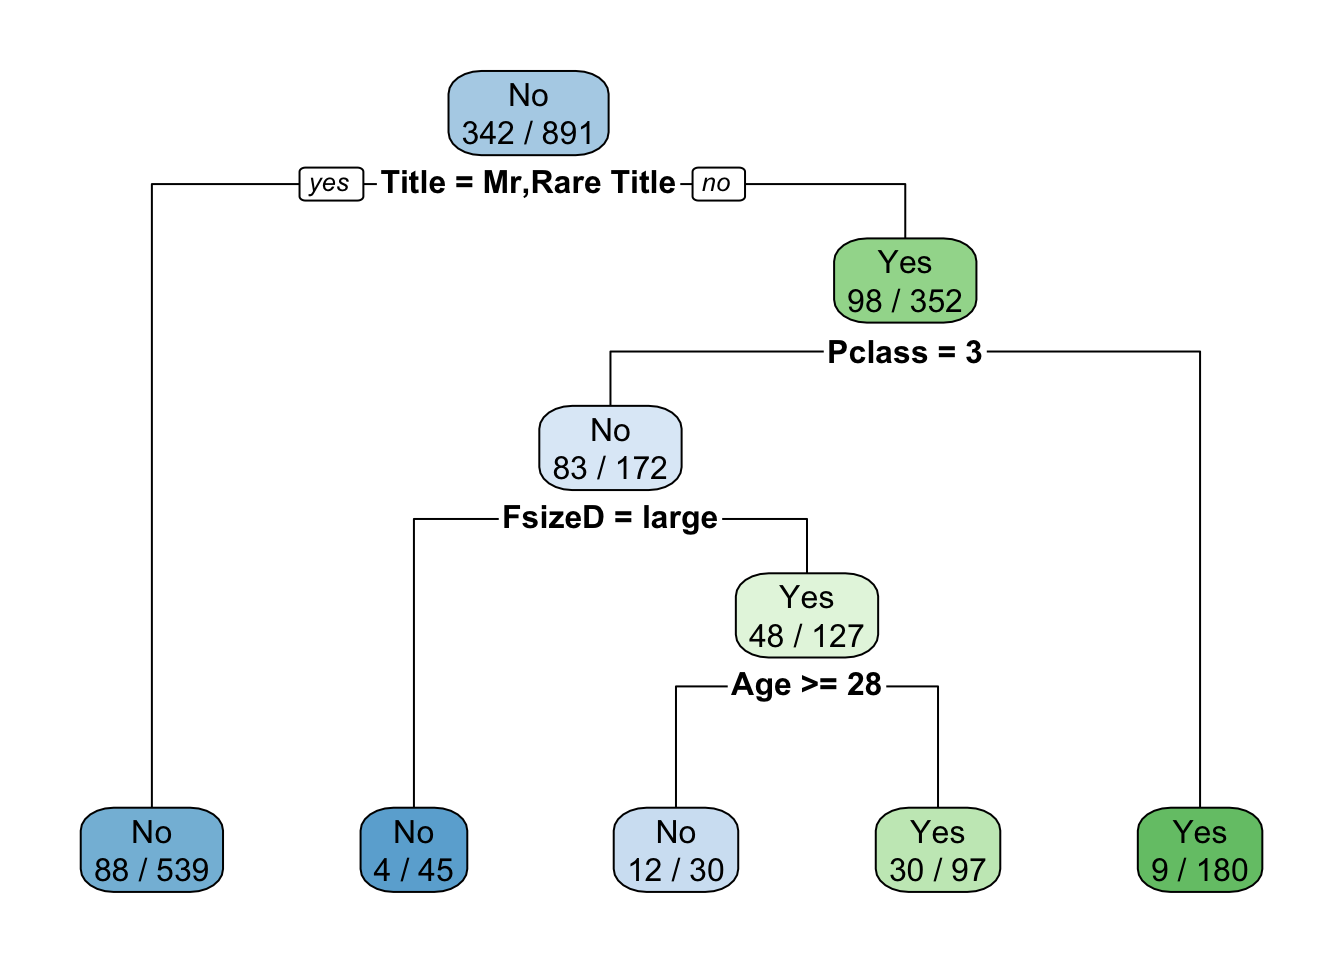 No
342 / 891
yes Title = Mr,Rare Title no
Yes
98 / 352
Pclass = 3
No
83 / 172
FsizeD = large
Yes
48 / 127
Age >= 28
No
88 / 539
No
4 / 45
No
12 / 30
Yes
30 / 97
Yes
9 / 180